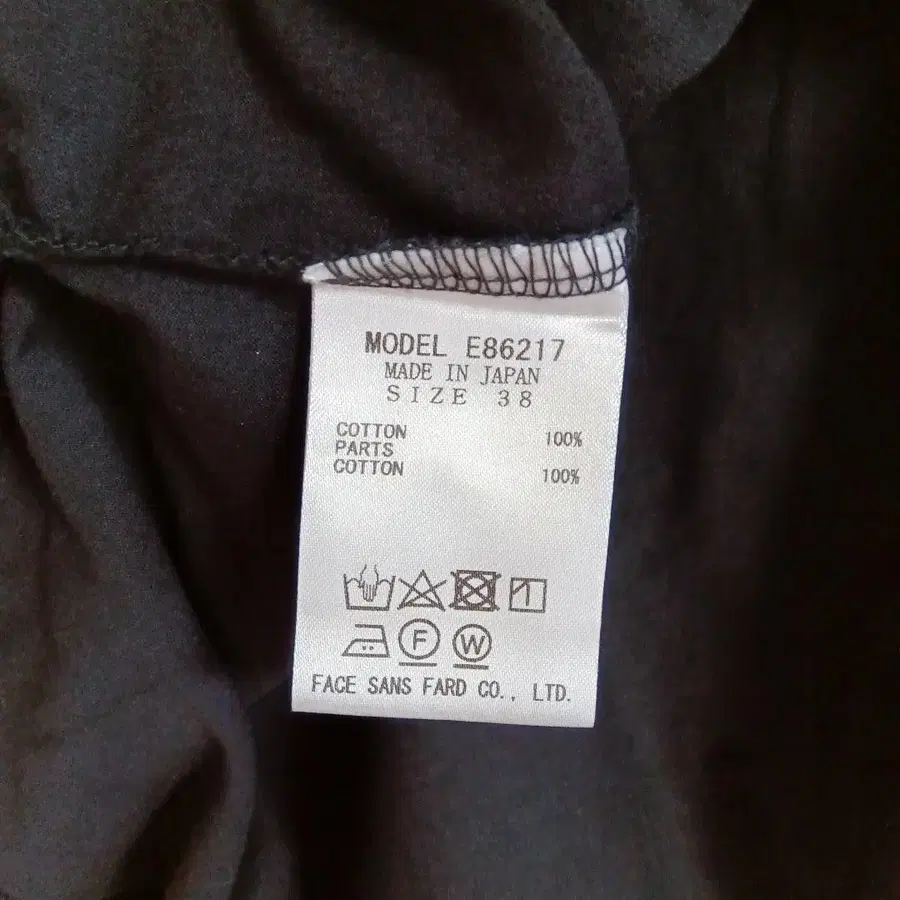 MODEL E86217
MADE IN JAPAN
SIZE 38
COTTON 100%
PARTS
COTTON 100%
F W
FACE SANS FARD CO., LTD.